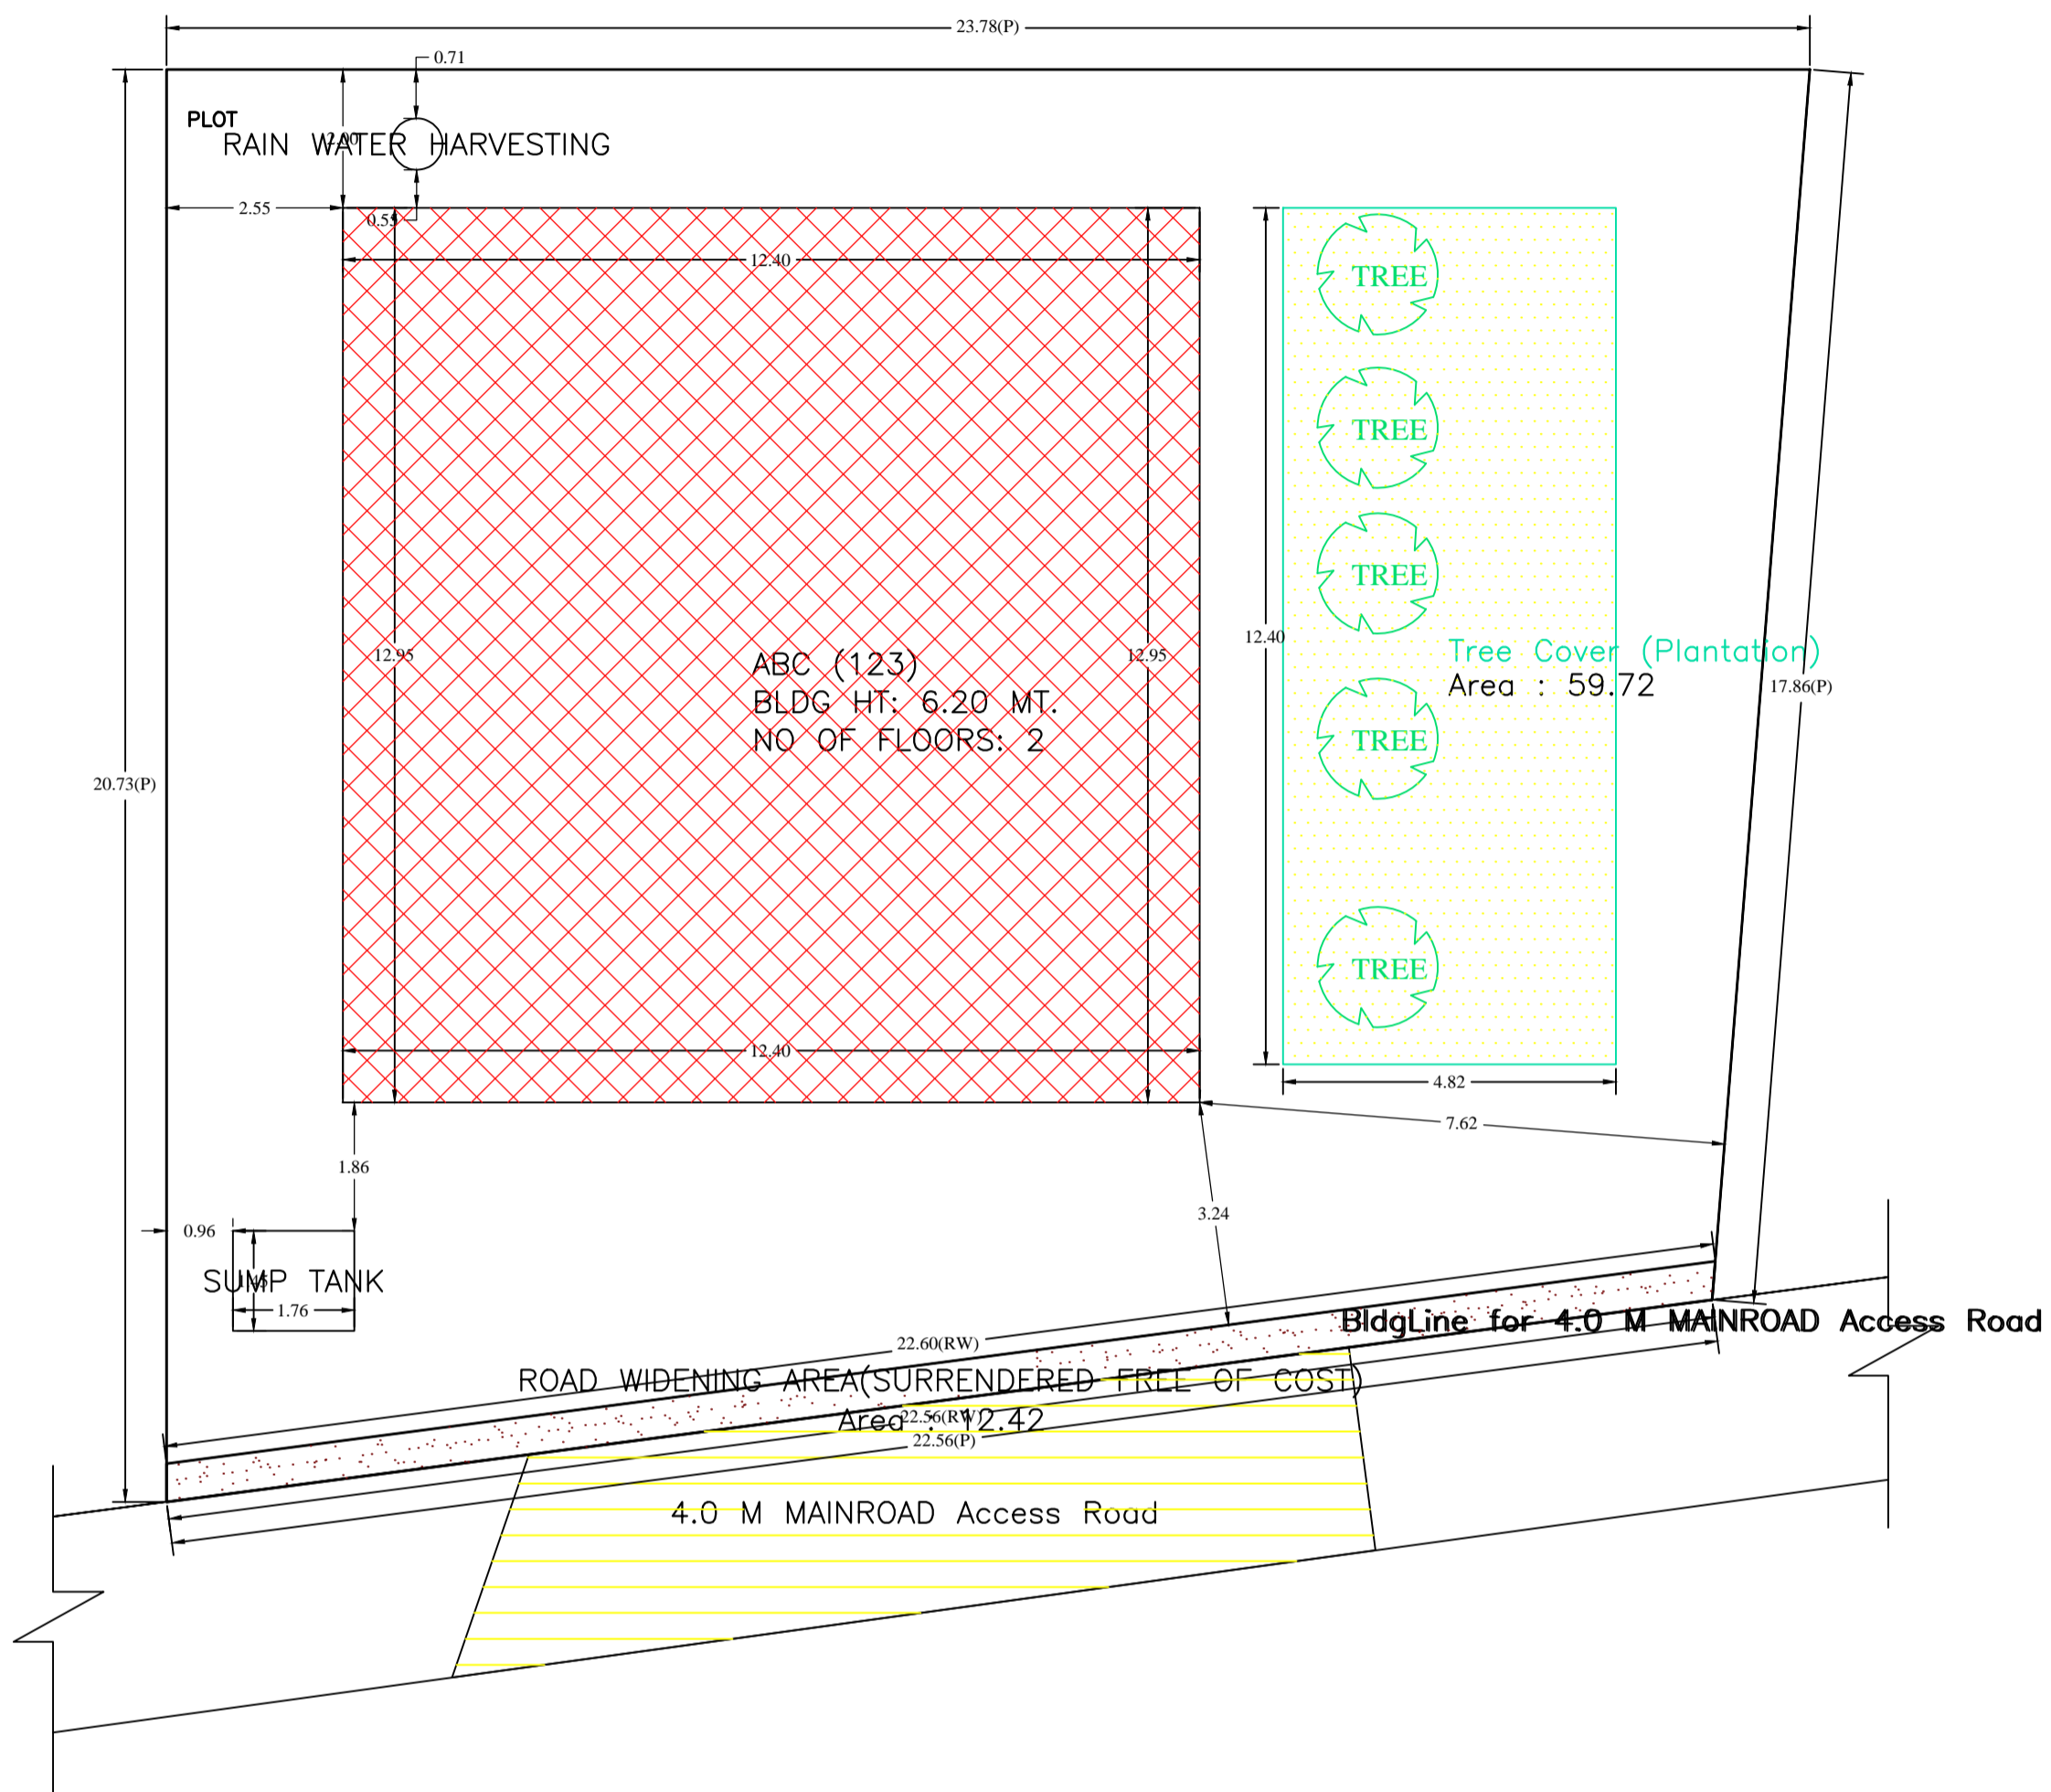 23.78(P)
0.71
PLOT
RAIN WATER HARVESTING
2.00
2.55
0.55
12.40
TREE
TREE
TREE
TREE
TREE
12.40
Tree Cover (Plantation)
Area : 59.72
17.86(P)
12.95
12.95
ABC (123)
BLDG HT: 6.20 MT.
NO OF FLOORS: 2
20.73(P)
12.40
4.82
7.62
1.86
3.24
0.96
SUMP TANK
1.45
1.76
BldgLine for 4.0 M MAINROAD Access Road
22.60(RW)
ROAD WIDENING AREA(SURRENDERED FREE OF COST)
Area : 12.42
22.56(RW)
22.56(P)
4.0 M MAINROAD Access Road